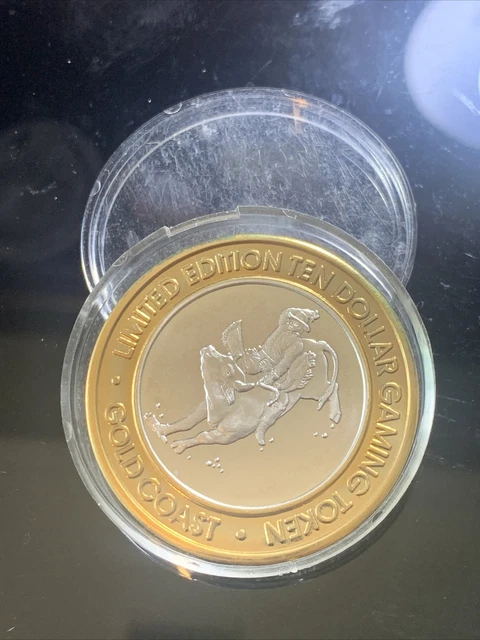 LIMITED EDITION TEN DOLLAR GAMING TOKEN
GOLD COAST